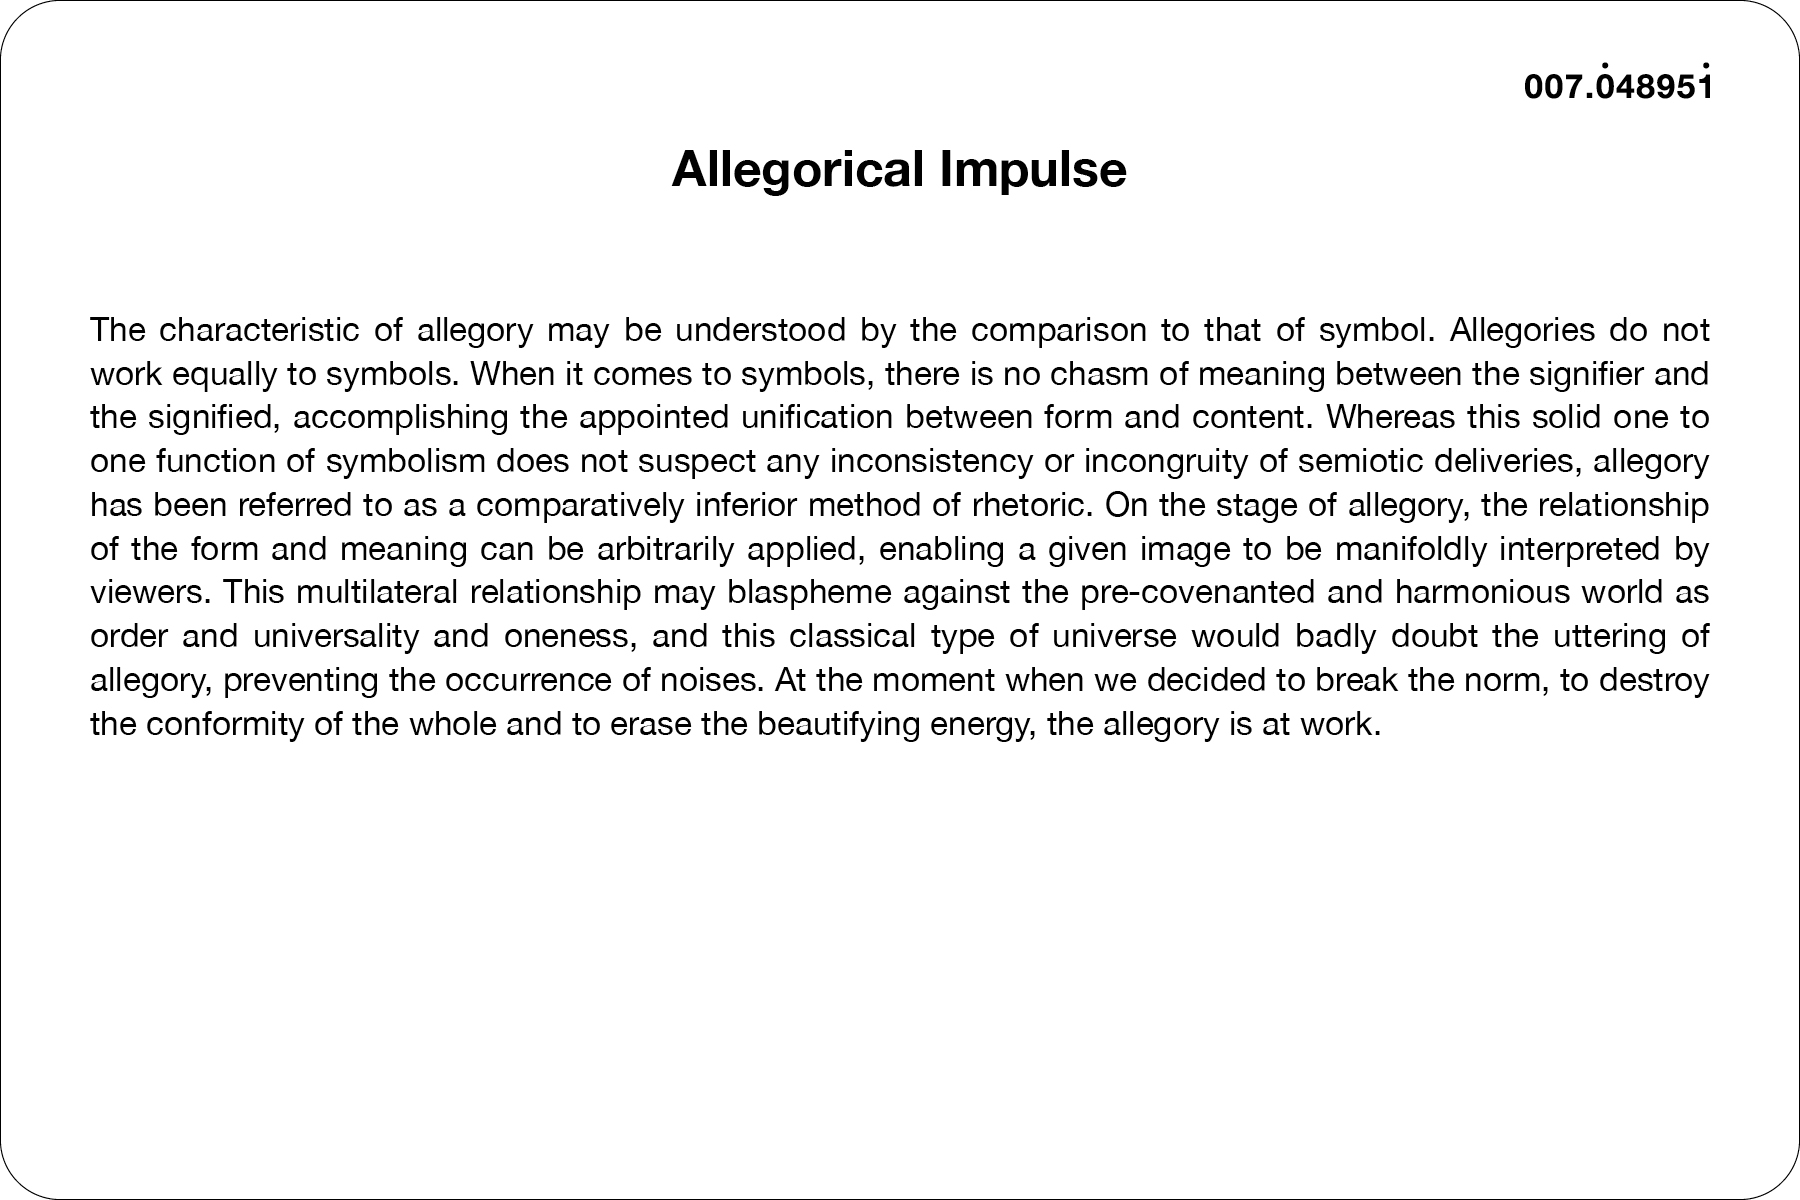 007.0̇48951̇
Allegorical Impulse
The characteristic of allegory may be understood by the comparison to that of symbol. Allegories do not
work equally to symbols. When it comes to symbols, there is no chasm of meaning between the signifier and
the signified, accomplishing the appointed unification between form and content. Whereas this solid one to
one function of symbolism does not suspect any inconsistency or incongruity of semiotic deliveries, allegory
has been referred to as a comparatively inferior method of rhetoric. On the stage of allegory, the relationship
of the form and meaning can be arbitrarily applied, enabling a given image to be manifoldly interpreted by
viewers. This multilateral relationship may blaspheme against the pre-covenanted and harmonious world as
order and universality and oneness, and this classical type of universe would badly doubt the uttering of
allegory, preventing the occurrence of noises. At the moment when we decided to break the norm, to destroy
the conformity of the whole and to erase the beautifying energy, the allegory is at work.